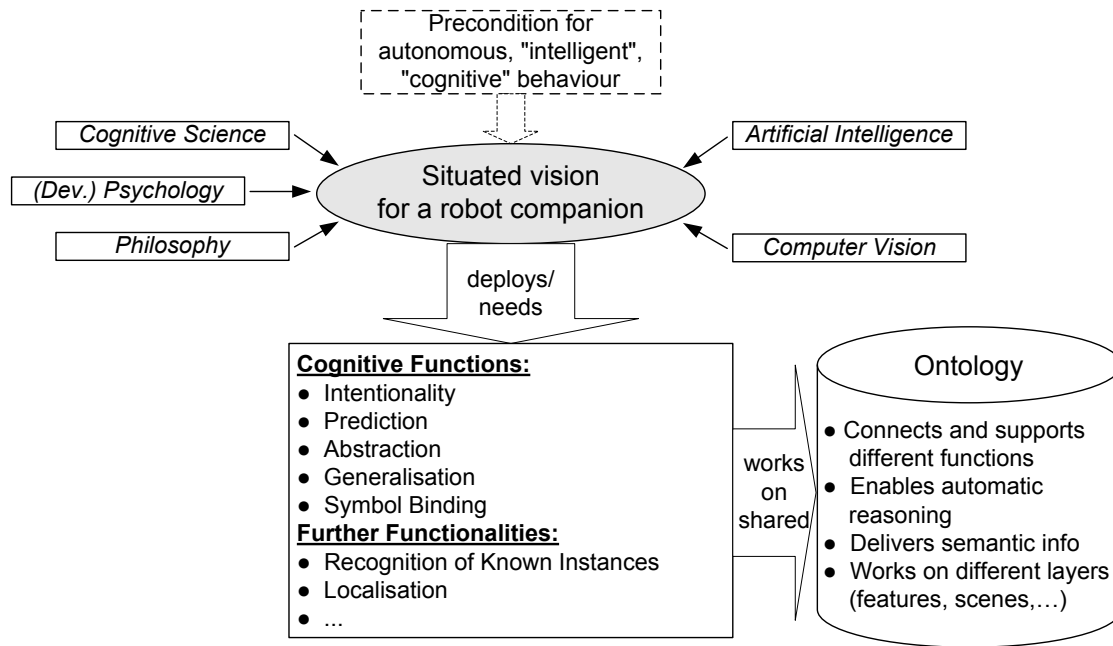 Precondition for
autonomous, "intelligent",
"cognitive" behaviour
Cognitive Science
(Dev.) Psychology
Philosophy
Situated vision
for a robot companion
Artificial Intelligence
Computer Vision
deploys/
needs
Cognitive Functions:
● Intentionality
● Prediction
● Abstraction
● Generalisation
● Symbol Binding
Further Functionalities:
● Recognition of Known Instances
● Localisation
● ...
works
on
shared
Ontology
● Connects and supports
different functions
● Enables automatic
reasoning
● Delivers semantic info
● Works on different layers
(features, scenes,…)